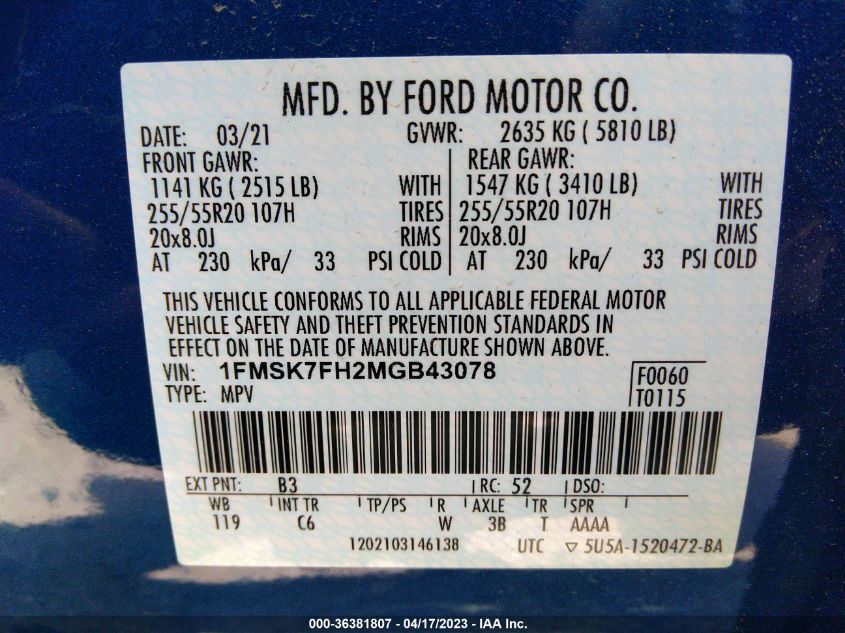 MFD. BY FORD MOTOR CO.
DATE: 03/21 GVWR: 2635 KG ( 5810 LB)
FRONT GAWR: REAR GAWR:
1141 KG ( 2515 LB) WITH 1547 KG ( 3410 LB) WITH
255/55R20 107H TIRES 255/55R20 107H TIRES
20x8.0J RIMS 20x8.0J RIMS
AT 230 kPa/ 33 PSI COLD AT 230 kPa/ 33 PSI COLD
THIS VEHICLE CONFORMS TO ALL APPLICABLE FEDERAL MOTOR
VEHICLE SAFETY AND THEFT PREVENTION STANDARDS IN
EFFECT ON THE DATE OF MANUFACTURE SHOWN ABOVE.
VIN: 1FMSK7FH2MGB43078 F0060
TYPE: MPV T0115
EXT PNT: B3 RC: 52 DSO:
WB INT TR TP/PS R AXLE TR SPR
119 C6 W 3B T AAAA
1202103146138 UTC ▽ 5U5A-1520472-BA
000-36381807 - 04/17/2023 - IAA Inc.